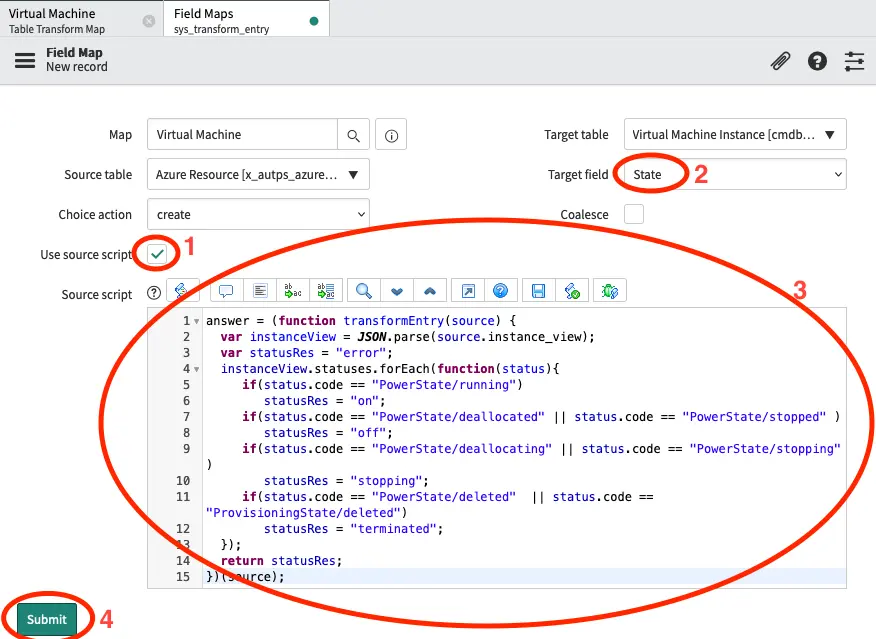 Virtual Machine
Table Transform Map
Field Maps
sys_transform_entry
Field Map
New record
Map
Virtual Machine
Target table
Virtual Machine Instance [cmdb...
Source table
Azure Resource [x_autps_azure...
Target field
State
2
Choice action
create
Coalesce
Use source script
1
Source script
3
1 answer = (function transformEntry(source) {
2 var instanceView = JSON.parse(source.instance_view);
3 var statusRes = "error";
4 instanceView.statuses.forEach(function(status){
5 if(status.code == "PowerState/running")
6 statusRes = "on";
7 if(status.code == "PowerState/deallocated" || status.code == "PowerState/stopped" )
8 statusRes = "off";
9 if(status.code == "PowerState/deallocating" || status.code == "PowerState/stopping"
)
10 statusRes = "stopping";
11 if(status.code == "PowerState/deleted" || status.code ==
"ProvisioningState/deleted")
12 statusRes = "terminated";
13 });
14 return statusRes;
15 })(source);
Submit
4